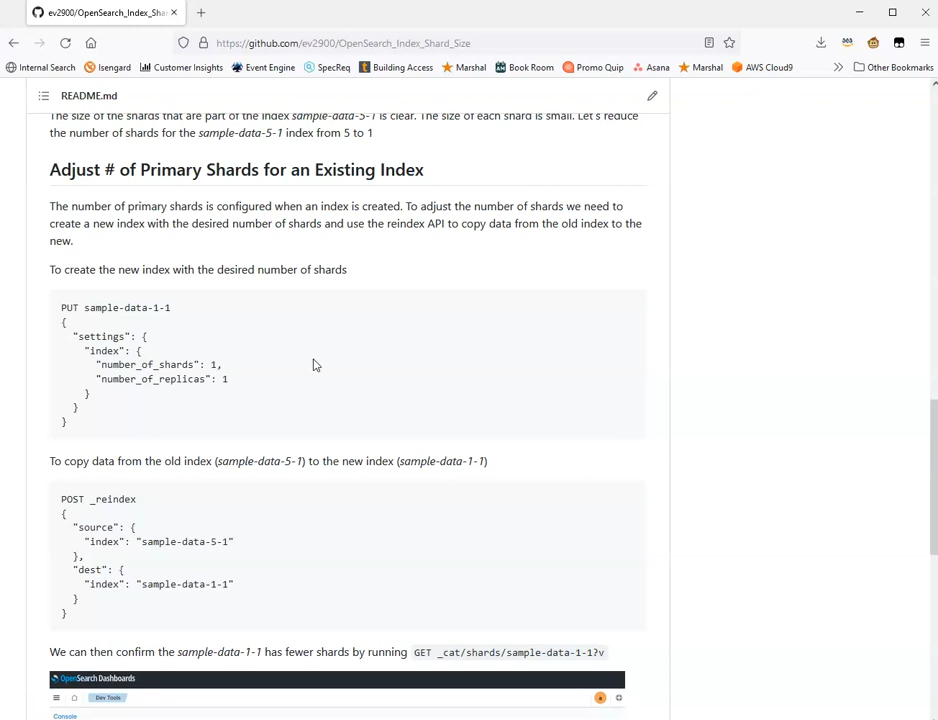 ev2900/OpenSearch_Index_Sha
https://github.com/ev2900/OpenSearch_Index_Shard_Size
Internal Search
Isengard
Customer Insights
Event Engine
SpecReq
Building Access
Marshal
Book Room
Promo Quip
Asana
Marshal
AWS Cloud9
Other Bookmarks
README.md
The size of the shards that are part of the index sample-data-5-1 is clear. The size of each shard is small. Let's reduce
the number of shards for the sample-data-5-1 index from 5 to 1
Adjust # of Primary Shards for an Existing Index
The number of primary shards is configured when an index is created. To adjust the number of shards we need to
create a new index with the desired number of shards and use the reindex API to copy data from the old index to the
new.
To create the new index with the desired number of shards
PUT sample-data-1-1
{
"settings": {
"index": {
"number_of_shards": 1,
"number_of_replicas": 1
}
}
}
To copy data from the old index (sample-data-5-1) to the new index (sample-data-1-1)
POST _reindex
{
"source": {
"index": "sample-data-5-1"
},
"dest": {
"index": "sample-data-1-1"
}
}
We can then confirm the sample-data-1-1 has fewer shards by running GET _cat/shards/sample-data-1-1?v
OpenSearch Dashboards
Dev Tools
a
Console